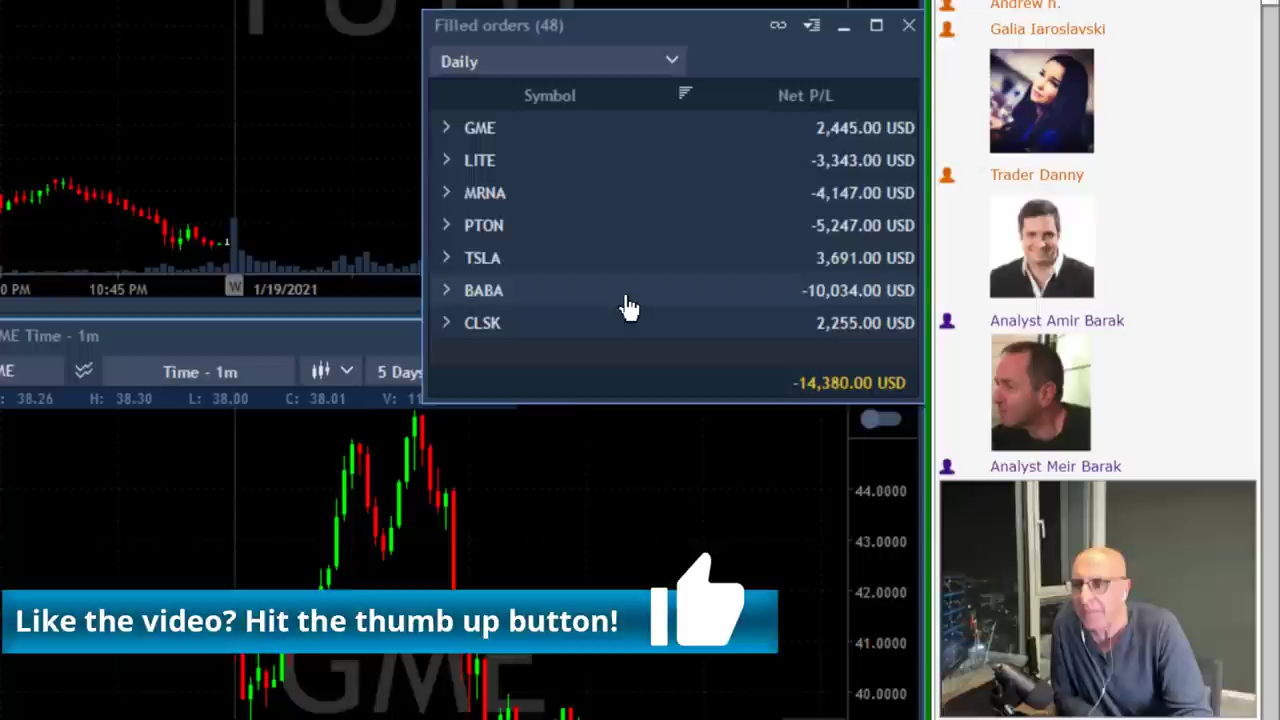 Filled orders (48)
Daily
Symbol Net P/L
GME 2,445.00 USD
LITE -3,343.00 USD
MRNA -4,147.00 USD
PTON -5,247.00 USD
TSLA 3,691.00 USD
BABA -10,034.00 USD
CLSK 2,255.00 USD
-14,380.00 USD
0 PM 10:45 PM W 1/19/2021
ME Time - 1m
Time - 1m 5 Days
: 38.26 H: 38.30 L: 38.00 C: 38.01 V:
44.0000
43.0000
42.0000
41.0000
40.0000
GME
Like the video? Hit the thumb up button!
Andrew h.
Galia Iaroslavski
Trader Danny
Analyst Amir Barak
Analyst Meir Barak